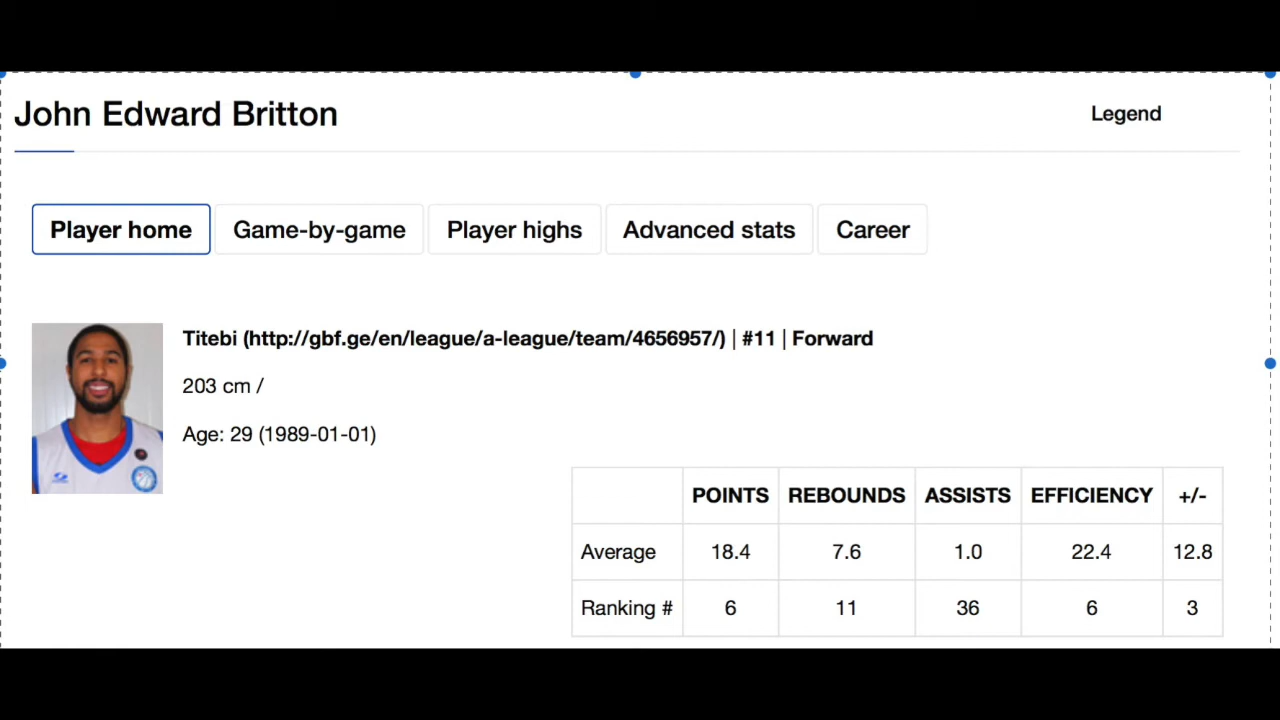 John Edward Britton
Legend
Player home Game-by-game Player highs Advanced stats Career
Titebi (http://gbf.ge/en/league/a-league/team/4656957/) | #11 | Forward
203 cm /
Age: 29 (1989-01-01)
POINTS REBOUNDS ASSISTS EFFICIENCY +/-
Average 18.4 7.6 1.0 22.4 12.8
Ranking # 6 11 36 6 3